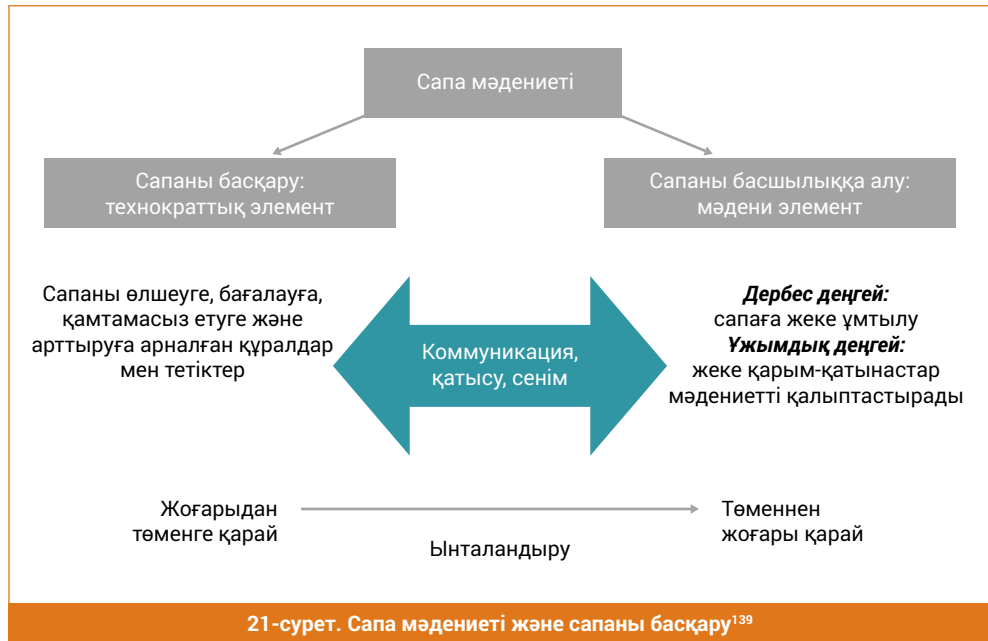 Сапа мәдениеті
Сапаны басқару:
технократтық элемент
Сапаны басшылыққа алу:
мәдени элемент
Сапаны өлшеуге, бағалауға,
қамтамасыз етуге және
арттыруға арналған құралдар
мен тетіктер
Коммуникация,
қатысу, сенім
Дербес деңгей:
сапаға жеке ұмтылу
Ұжымдық деңгей:
жеке қарым-қатынастар
мәдениетті қалыптастырады
Жоғарыдан
төменге қарай
Ынталандыру
Төменнен
жоғары қарай
21-сурет. Сапа мәдениеті және сапаны басқару¹³⁹